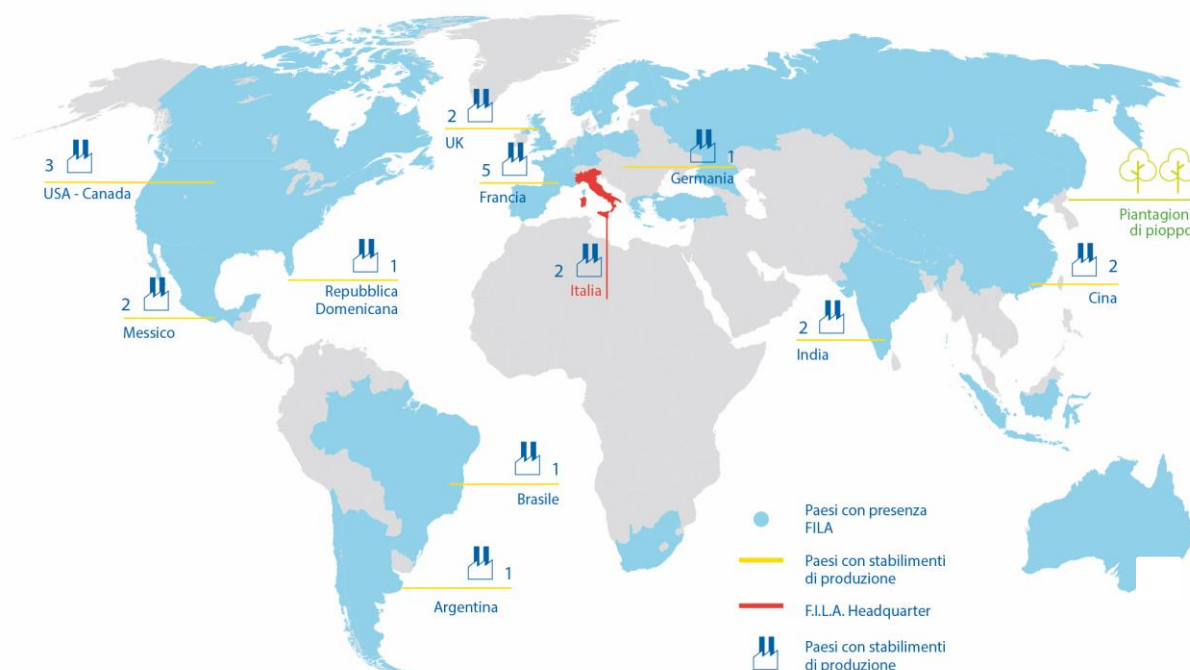 2
UK
3
USA - Canada
5
Francia
1
Germania
Piantagion
di pioppo
1
Repubblica
Domenicana
2
Italia
2
Cina
2
Messico
2
India
1
Brasile
1
Argentina
Paesi con presenza
FILA
Paesi con stabilimenti
di produzione
F.I.L.A. Headquarter
Paesi con stabilimenti
di produzione